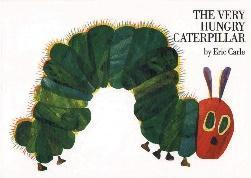 THE VERY
HUNGRY
CATERPILLAR
by Eric Carle